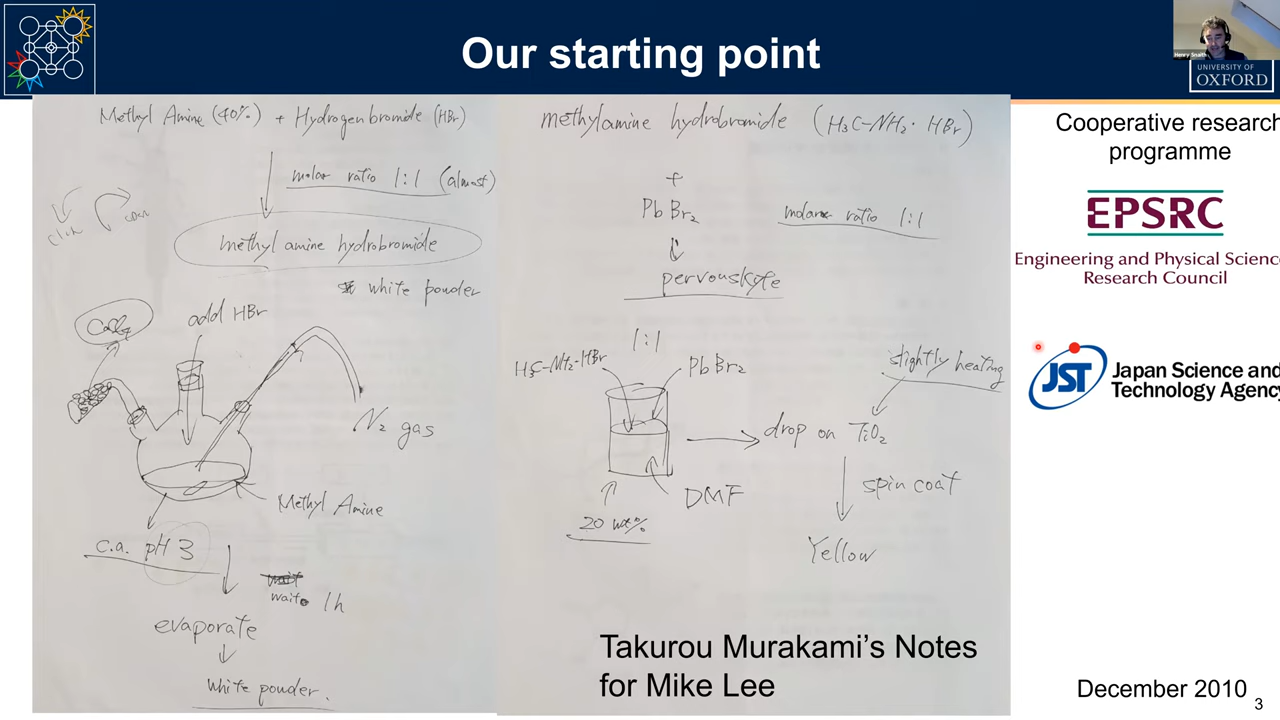 Our starting point
Henry Snaith
UNIVERSITY OF
OXFORD
Methyl Amine (40%) + Hydrogenbromide (HBr)
molar ratio 1:1 (almost)
methyl amine hydrobromide
white powder
add HBr
N2 gas
Methyl Amine
c.a. pH 3
wait
wait 1h
evaporate
White powder.
methylamine hydrobromide (H3C-NH2・HBr)
+
PbBr2
molar ratio 1:1
pervouskyte
1:1
H3C-NH2-HBr
PbBr2
slightly heating
drop on TiO2
DMF
20 wt%
spin coat
Yellow
Takurou Murakami's Notes
for Mike Lee
Cooperative research
programme
EPSRC
Engineering and Physical Science
Research Council
JST
Japan Science and
Technology Agency
December 2010
3